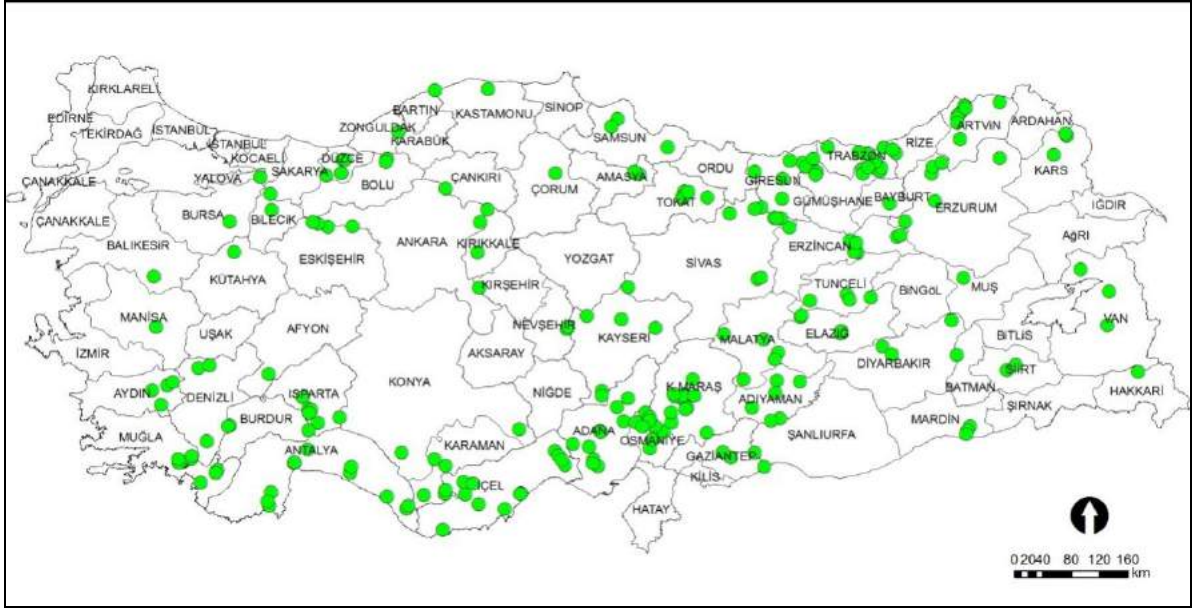 KIRKLARELİ
EDİRNE
TEKİRDAĞ
İSTANBUL
İSTANBUL
KOCAELİ
YALOVA
SAKARYA
DÜZCE
ZONGULDAK
BARTIN
KARABÜK
KASTAMONU
SİNOP
SAMSUN
ORDU
GİRESUN
TRABZON
RİZE
ARTVİN
ARDAHAN
KARS
IĞDIR
AğRI
ÇANAKKALE
ÇANAKKALE
BALIKESİR
BURSA
BİLECİK
BOLU
ÇANKIRI
ÇORUM
AMASYA
TOKAT
GÜMÜŞHANE
BAYBURT
ERZURUM
ERZİNCAN
ESKİŞEHİR
ANKARA
KIRIKKALE
YOZGAT
SİVAS
KÜTAHYA
KIRŞEHİR
TUNÇELİ
BiNGöL
MUŞ
MANİSA
UŞAK
AFYON
NEVŞEHİR
KAYSERİ
MALATYA
ELAZIĞ
BİTLİS
VAN
İZMİR
AKSARAY
KONYA
DİYARBAKIR
SİİRT
AYDIN
DENİZLİ
ISPARTA
NİĞDE
K.MARAŞ
ADIYAMAN
BATMAN
HAKKARİ
BURDUR
MARDİN
ŞIRNAK
MUĞLA
ANTALYA
KARAMAN
ADANA
OSMANİYE
ŞANLIURFA
GAZİANTEP
KİLİS
İÇEL
HATAY
0 20 40 80 120 160
km